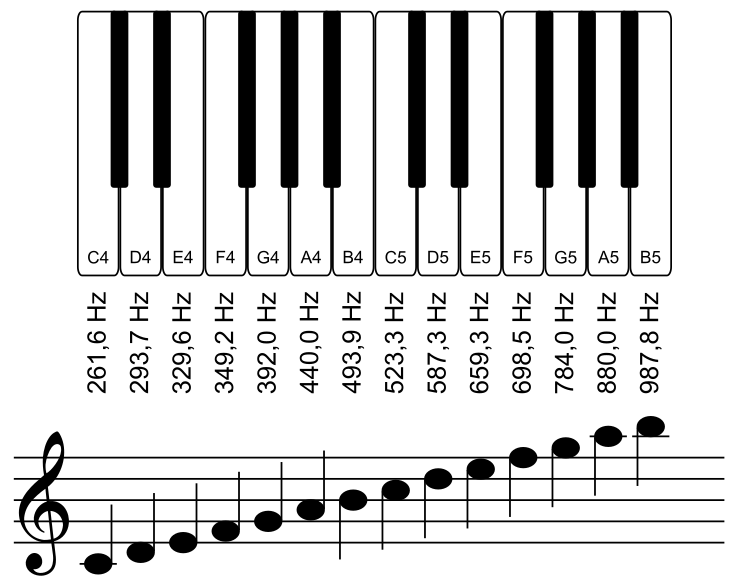 C4 D4 E4 F4 G4 A4 B4 C5 D5 E5 F5 G5 A5 B5
261,6 Hz
293,7 Hz
329,6 Hz
349,2 Hz
392,0 Hz
440,0 Hz
493,9 Hz
523,3 Hz
587,3 Hz
659,3 Hz
698,5 Hz
784,0 Hz
880,0 Hz
987,8 Hz